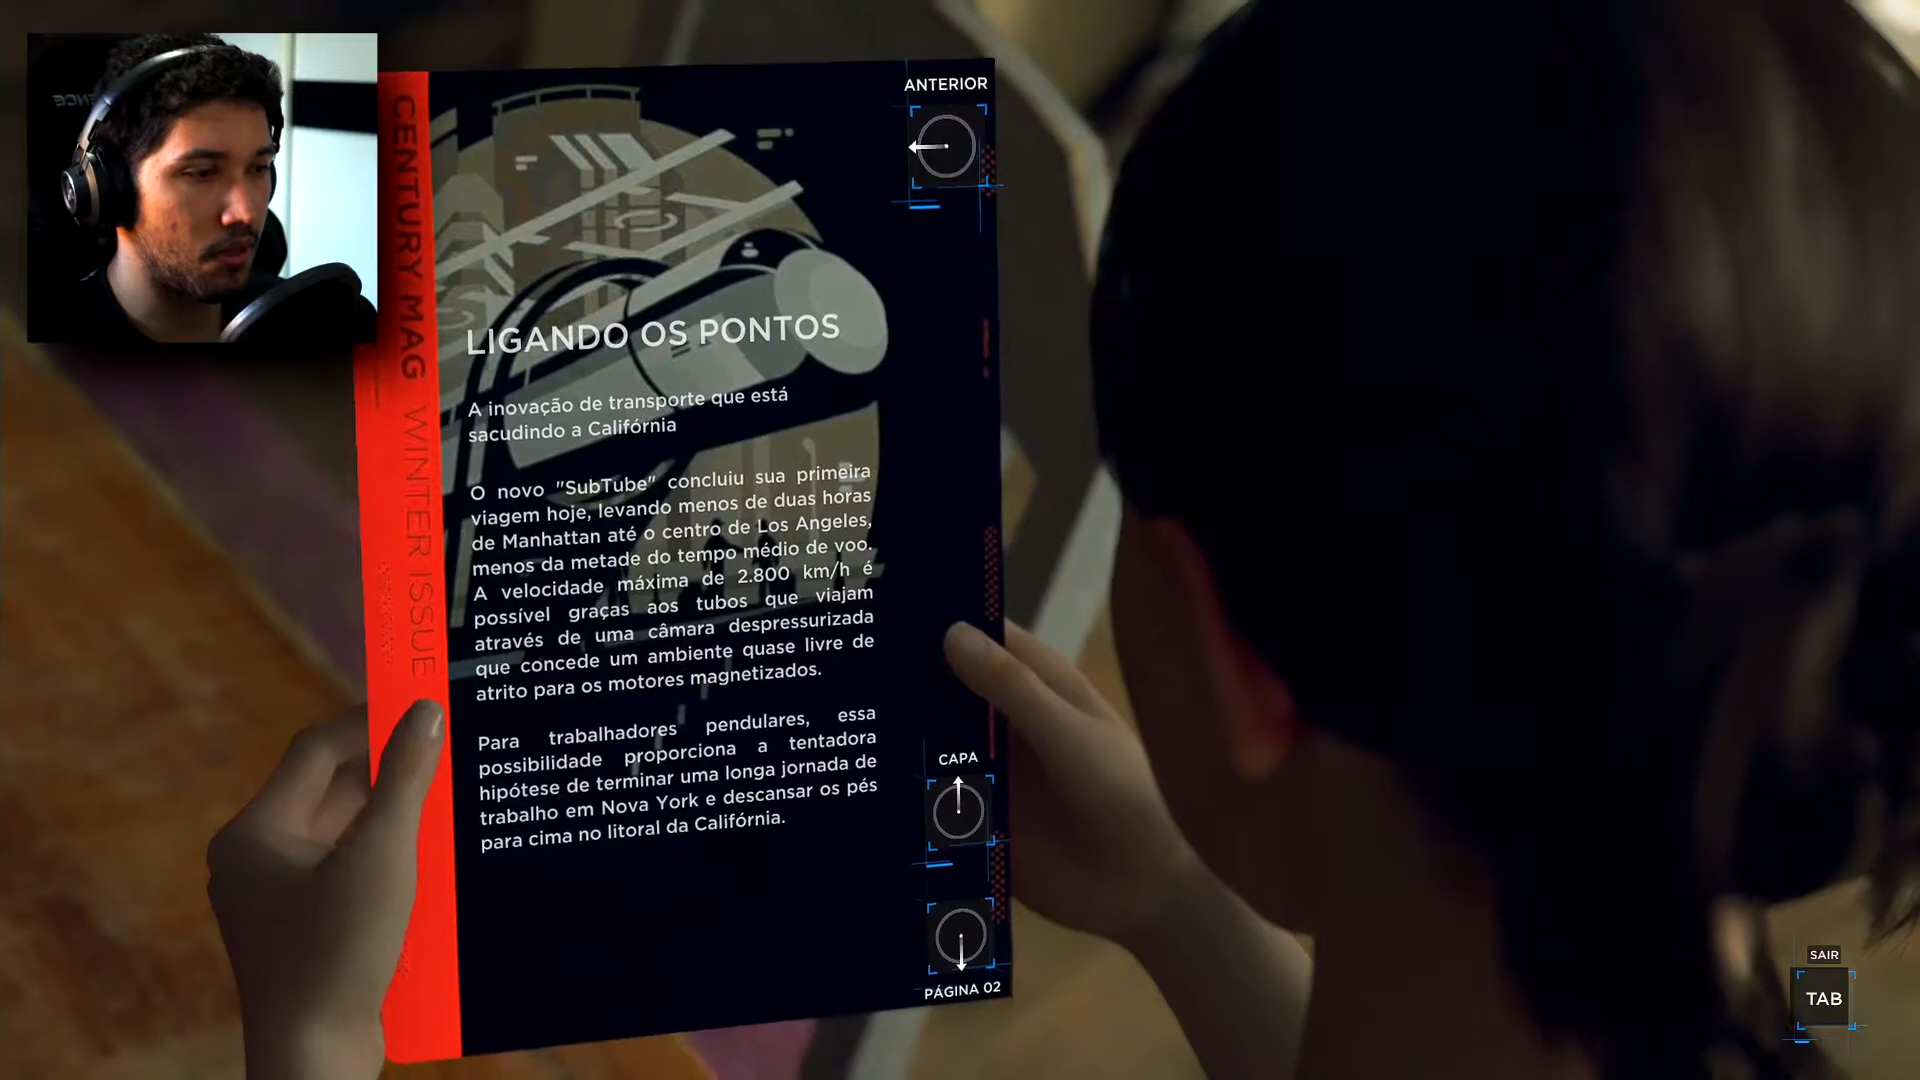 ANTERIOR
CENTURY MAG WINTER ISSUE
LIGANDO OS PONTOS
A inovação de transporte que está
sacudindo a Califórnia
O novo "SubTube" concluiu sua primeira
viagem hoje, levando menos de duas horas
de Manhattan até o centro de Los Angeles,
menos da metade do tempo médio de voo.
A velocidade máxima de 2.800 km/h é
possível graças aos tubos que viajam
através de uma câmara despressurizada
que concede um ambiente quase livre de
atrito para os motores magnetizados.
Para trabalhadores pendulares, essa
possibilidade proporciona a tentadora
hipótese de terminar uma longa jornada de
trabalho em Nova York e descansar os pés
para cima no litoral da Califórnia.
CAPA
PÁGINA 02
SAIR
TAB